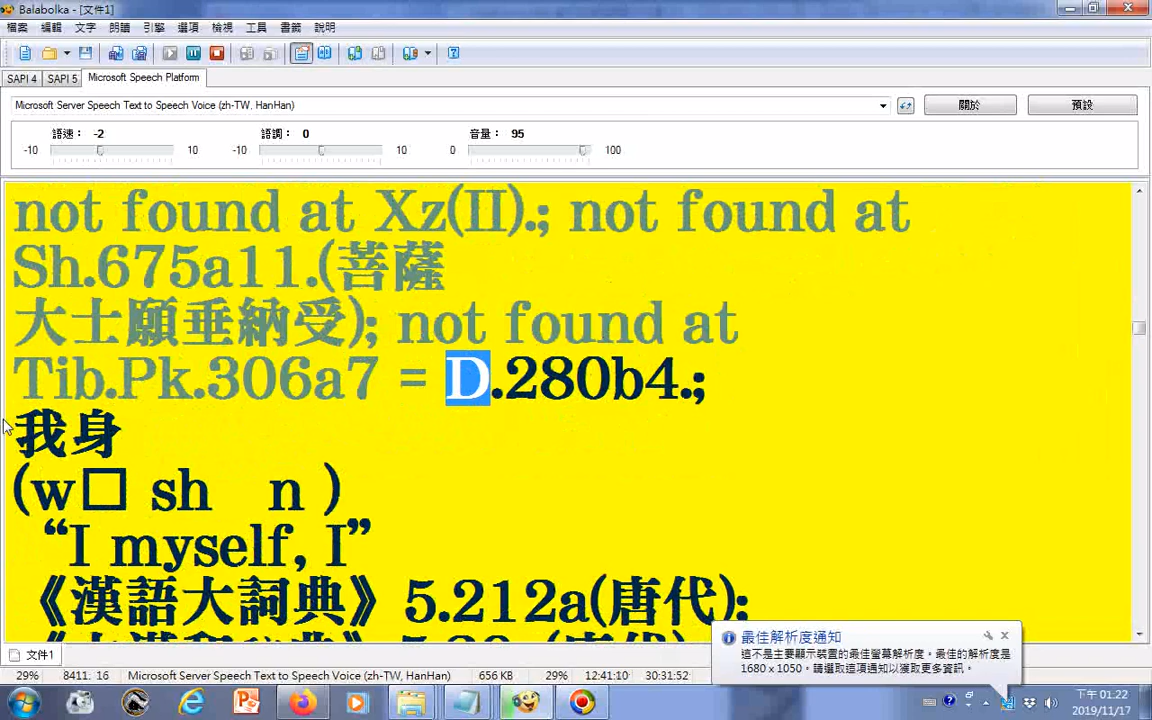 Balabolka - [文件1]
檔案 編輯 文字 朗讀 引擎 選項 檢視 工具 書籤 說明
SAPI 4 SAPI 5 Microsoft Speech Platform
Microsoft Server Speech Text to Speech Voice (zh-TW, HanHan) 關於 預設
語速： -2 語調： 0 音量： 95
-10 10 -10 10 0 100
not found at Xz(II).; not found at
Sh.675a11.(菩薩
大士願垂納受); not found at
Tib.Pk.306a7 = D.280b4.;
我身
(w□ sh n )
“I myself, I”
《漢語大詞典》 5.212a(唐代);
最佳解析度通知
這不是主要顯示裝置的最佳螢幕解析度。最佳的解析度是
1680 x 1050。請選取這項通知以獲取更多資訊。
文件1
29% 8411: 16 Microsoft Server Speech Text to Speech Voice (zh-TW, HanHan) 656 KB 29% 12:41:10 30:31:52
下午 01:22
2019/11/17